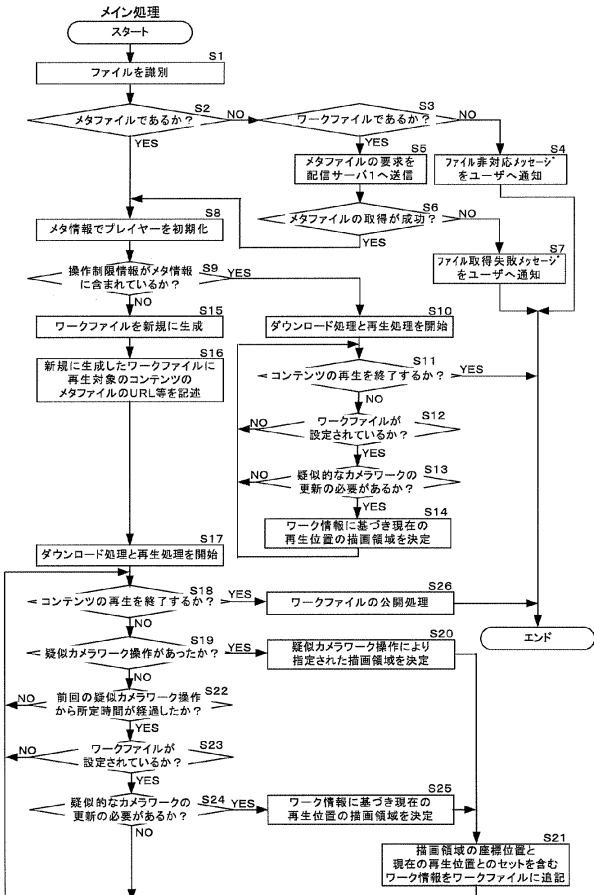 メイン処理
スタート
S1
ファイルを識別
S2
メタファイルであるか?
NO
YES
S3
ワークファイルであるか?
NO
YES
S4
ファイル非対応メッセージ
をユーザへ通知
S5
メタファイルの要求を
配信サーバ1へ送信
S6
メタファイルの取得が成功?
NO
YES
S7
ファイル取得失敗メッセージ
をユーザへ通知
S8
メタ情報でプレイヤーを初期化
S9
操作制限情報がメタ情報
に含まれているか?
YES
NO
S10
ダウンロード処理と再生処理を開始
S11
コンテンツの再生を終了するか?
YES
NO
S12
ワークファイルが
設定されているか?
NO
YES
S13
疑似的なカメラワークの
更新の必要があるか?
NO
YES
S14
ワーク情報に基づき現在の
再生位置の描画領域を決定
S15
ワークファイルを新規に生成
S16
新規に生成したワークファイルに
再生対象のコンテンツの
メタファイルのURL等を記述
S17
ダウンロード処理と再生処理を開始
S18
コンテンツの再生を終了するか?
YES
NO
S26
ワークファイルの公開処理
エンド
S19
疑似カメラワーク操作があったか?
YES
NO
S20
疑似カメラワーク操作により
指定された描画領域を決定
S22
前回の疑似カメラワーク操作
から所定時間が経過したか?
NO
YES
S23
ワークファイルが
設定されているか?
NO
YES
S24
疑似的なカメラワークの
更新の必要があるか?
YES
NO
S25
ワーク情報に基づき現在の
再生位置の描画領域を決定
S21
描画領域の座標位置と
現在の再生位置とのセットを含む
ワーク情報をワークファイルに追記